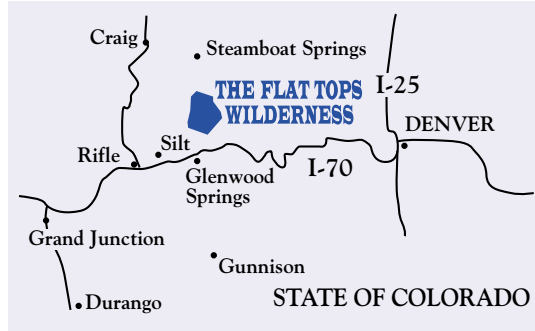 Craig
Steamboat Springs
THE FLAT TOPS
WILDERNESS
I-25
DENVER
Silt
Rifle
I-70
Glenwood
Springs
Grand Junction
Gunnison
Durango
STATE OF COLORADO